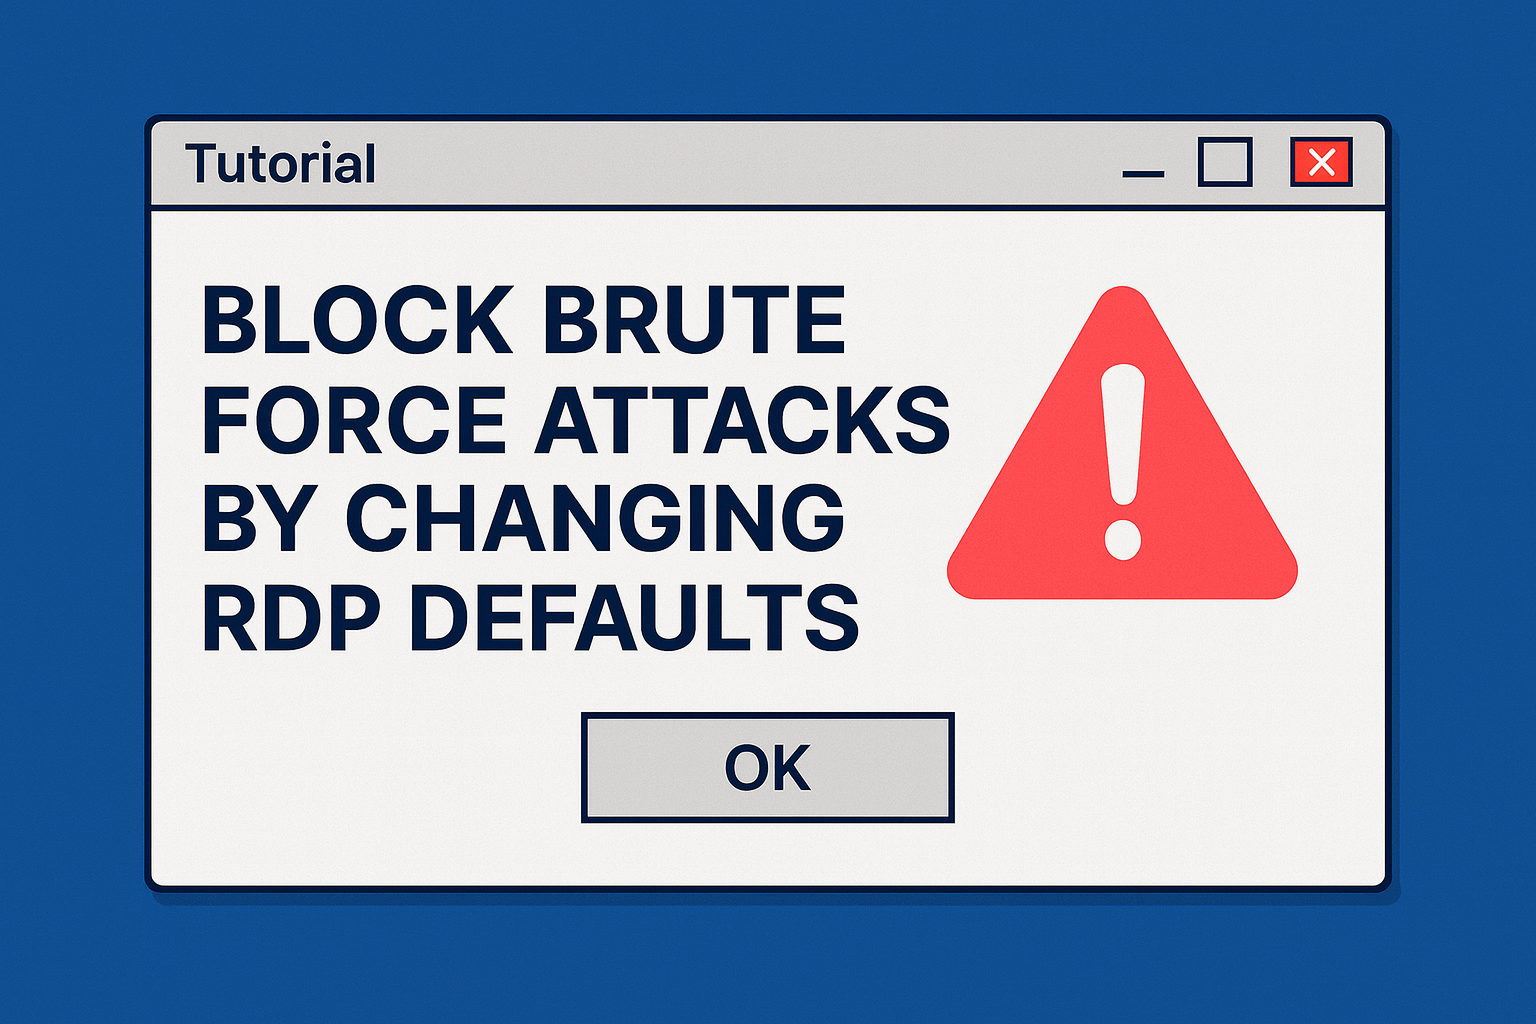 Tutorial
BLOCK BRUTE
FORCE ATTACKS
BY CHANGING
RDP DEFAULTS
OK